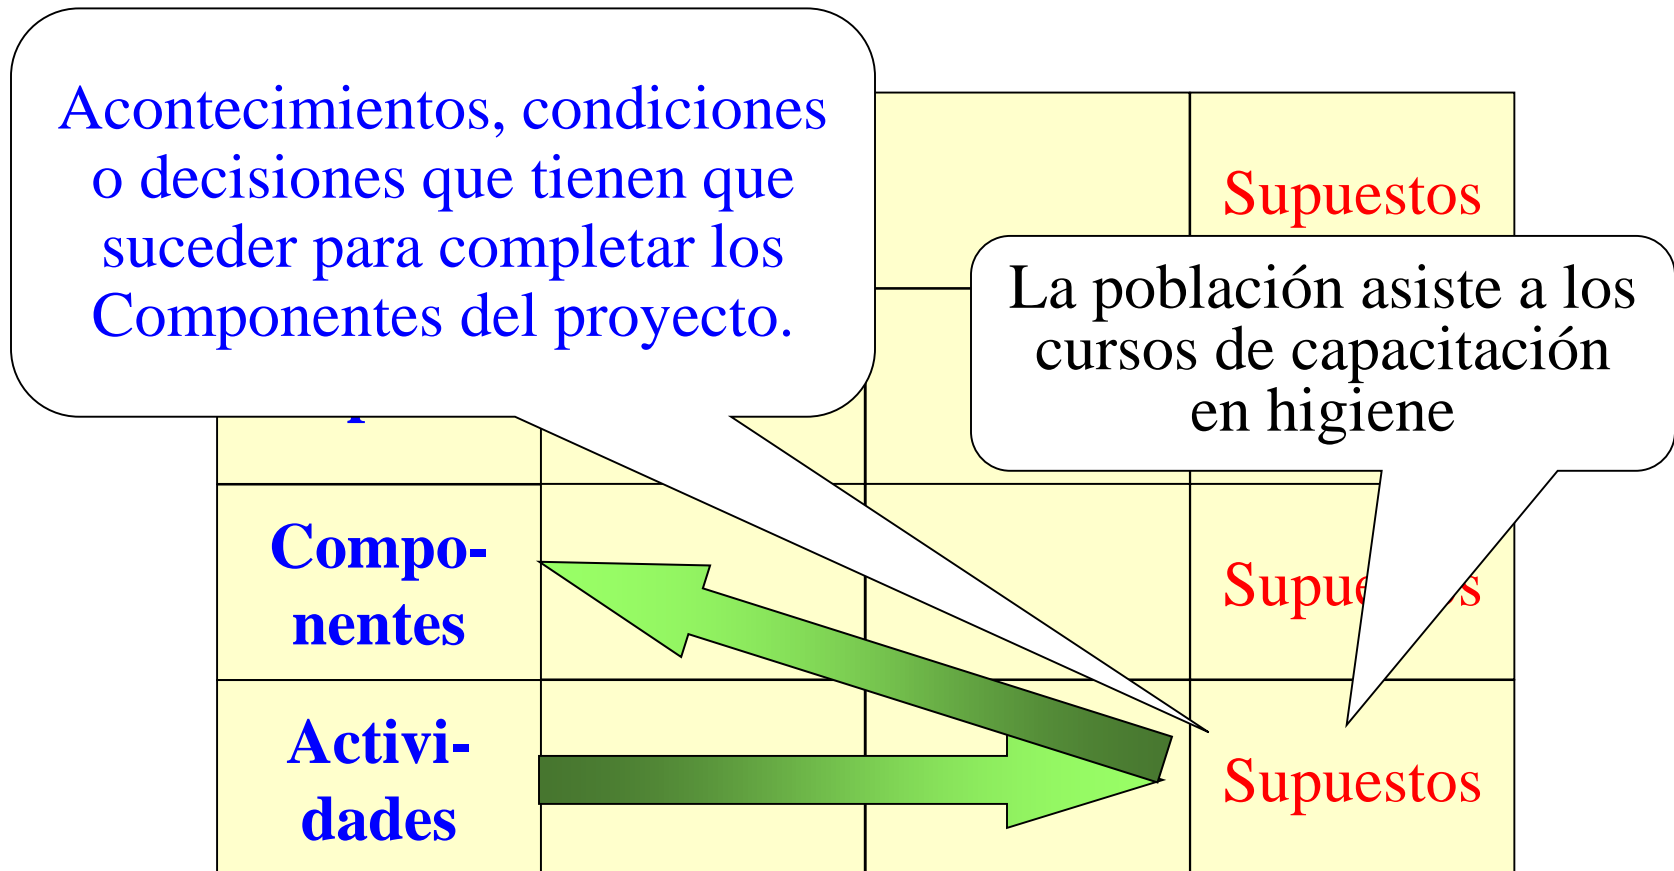 Acontecimientos, condiciones
o decisiones que tienen que
suceder para completar los
Componentes del proyecto.
Supuestos
La población asiste a los
cursos de capacitación
en higiene
Compo-
nentes
Supuestos
Activi-
dades
Supuestos